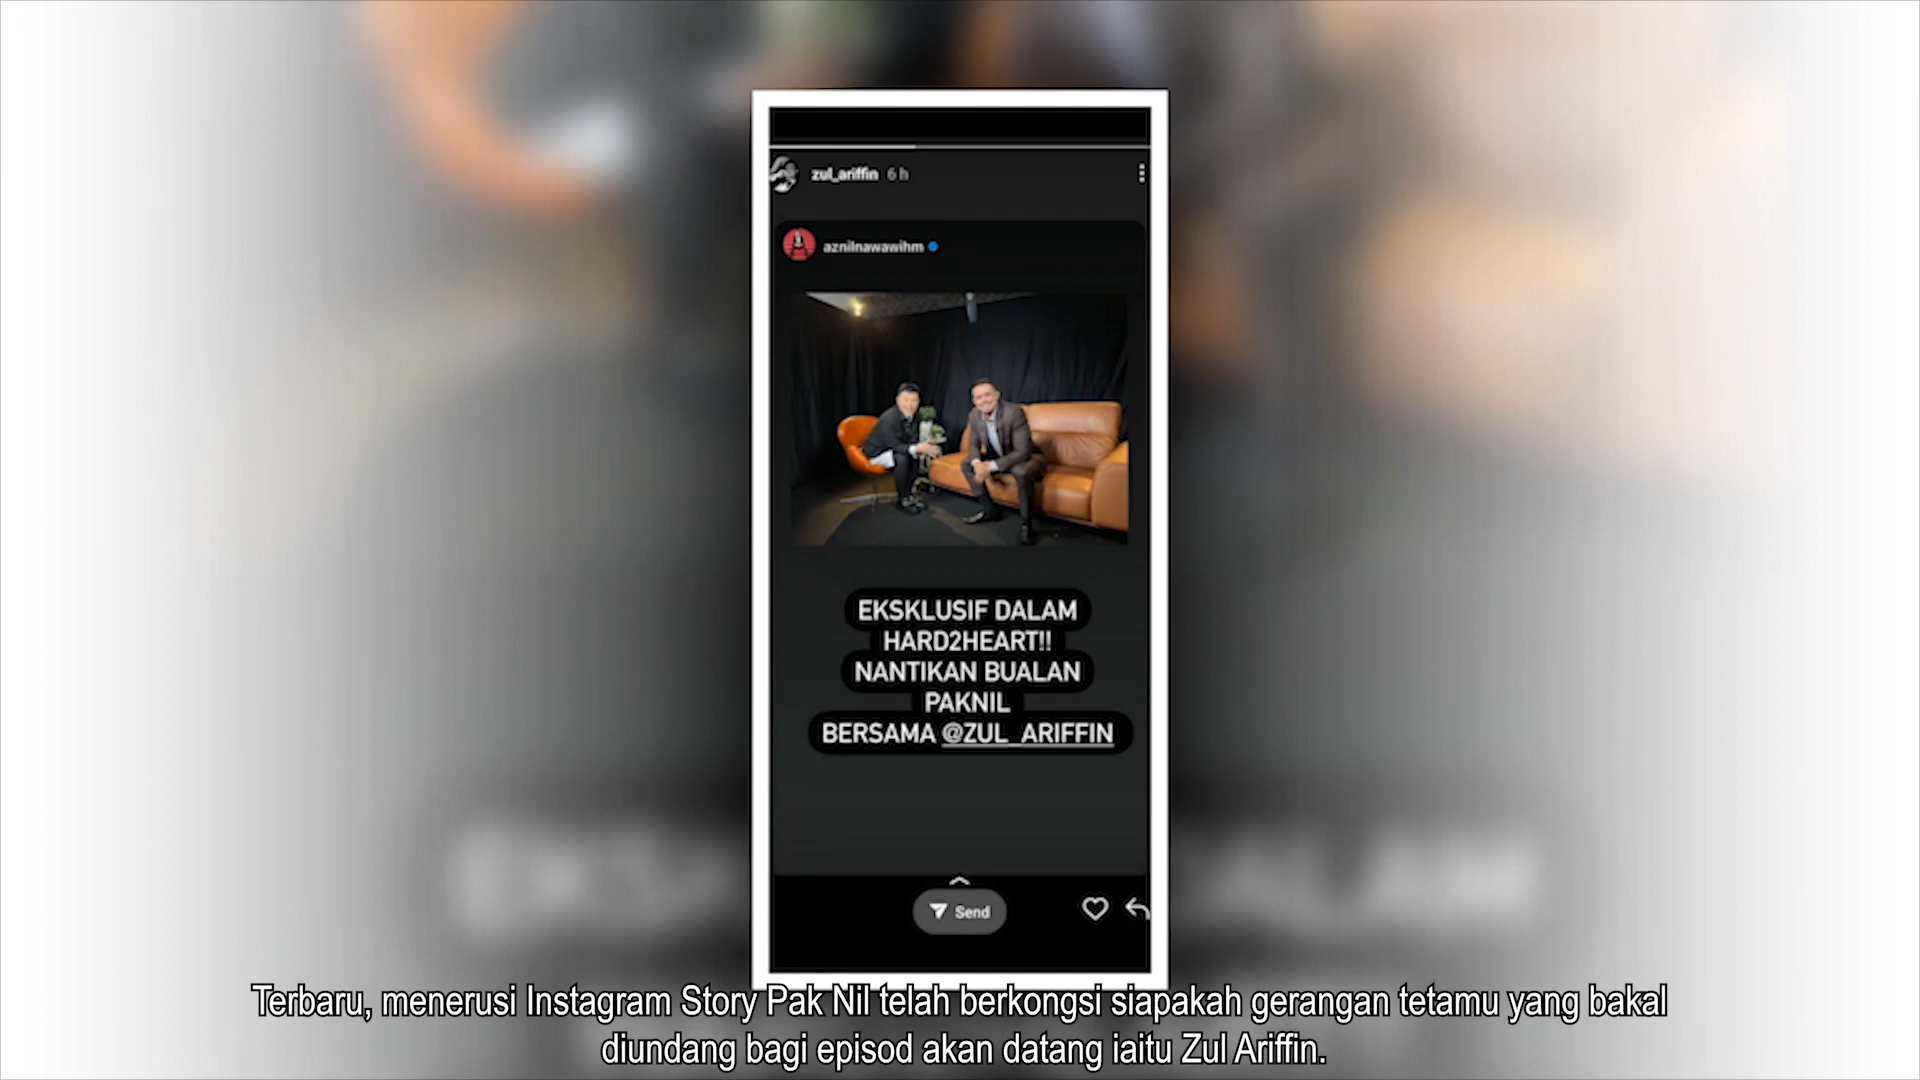 zul_ariffin 6 h
aznilnawawihm
EKSKLUSIF DALAM
HARD2HEART!!
NANTIKAN BUALAN
PAKNIL
BERSAMA @ZUL_ARIFFIN
Send
Terbaru, menerusi Instagram Story Pak Nil telah berkongsi siapakah gerangan tetamu yang bakal
diundang bagi episod akan datang iaitu Zul Ariffin.